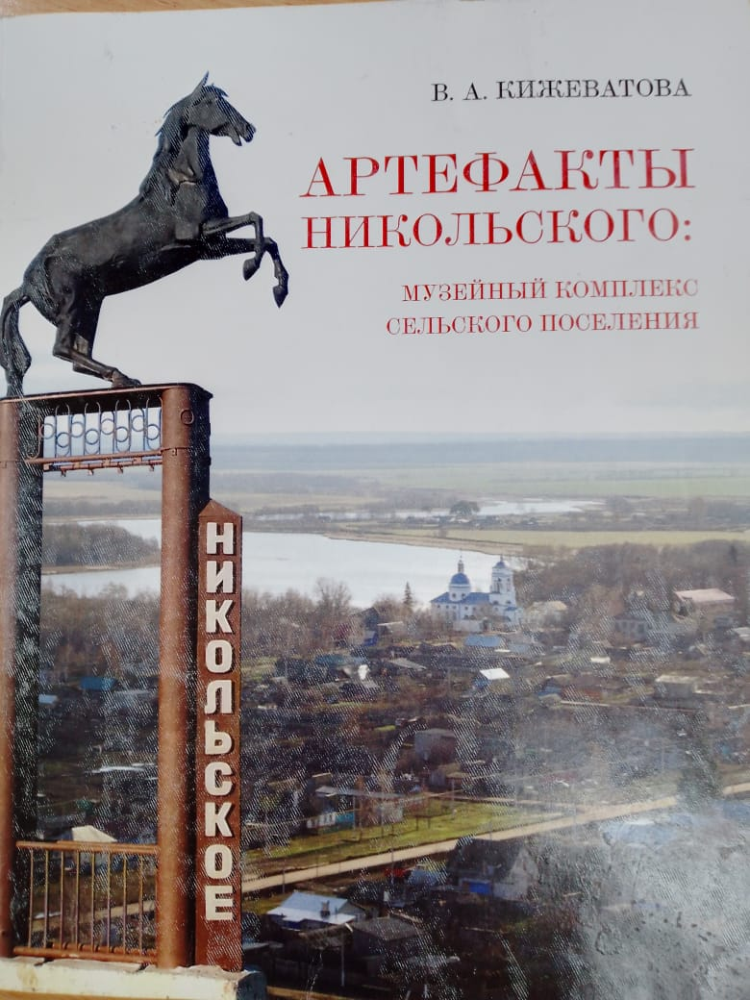 В. А. КИЖЕВАТОВА
АРТЕФАКТЫ
НИКОЛЬСКОГО:
МУЗЕЙНЫЙ КОМПЛЕКС
СЕЛЬСКОГО ПОСЕЛЕНИЯ
НИКОЛЬСКОЕ